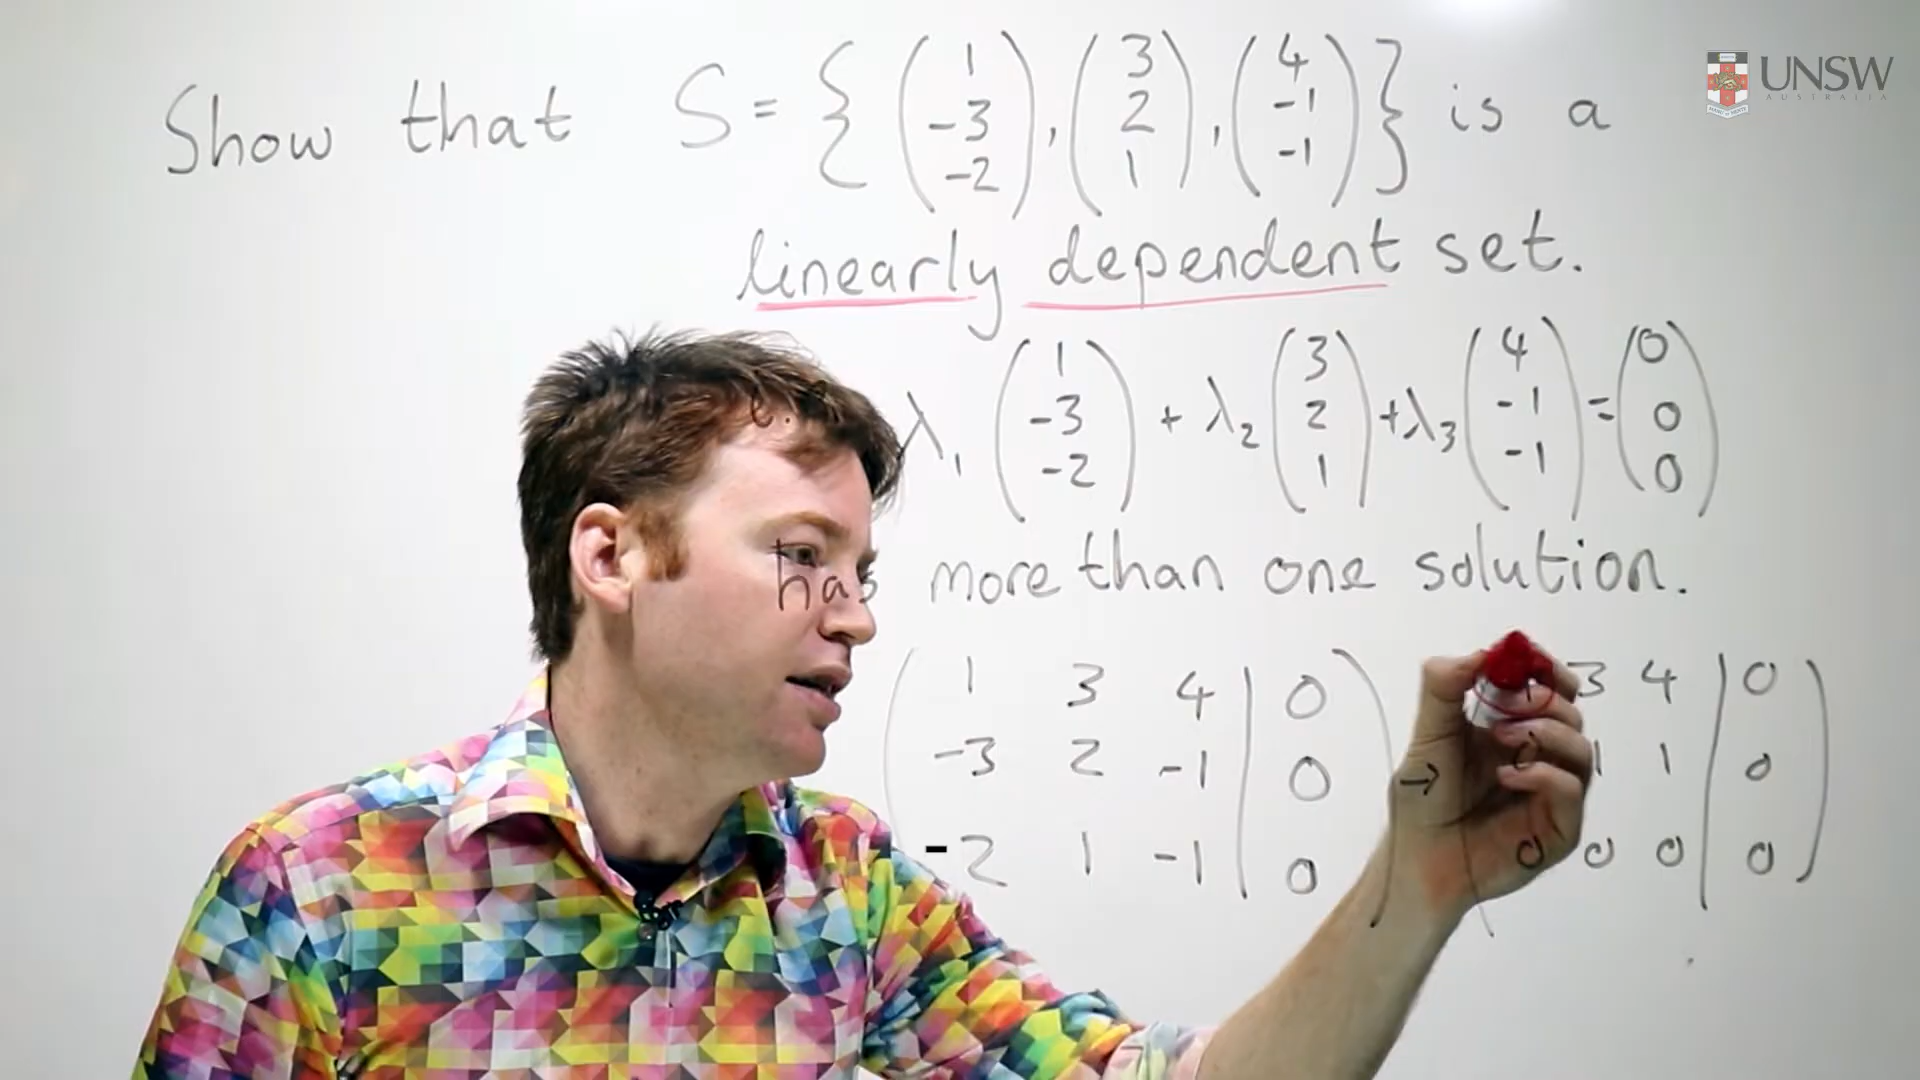 UNSW
AUSTRALIA
Show that S = { ( 1 -3 -2 ), ( 3 2 1 ), ( 4 -1 -1 ) } is a
linearly dependent set.
λ1 ( 1 -3 -2 ) + λ2 ( 3 2 1 ) + λ3 ( 4 -1 -1 ) = ( 0 0 0 )
has more than one solution.
1 3 4 | 0 1 3 4 | 0
-3 2 -1 | 0 → 0 1 1 | 0
-2 1 -1 | 0 0 0 0 | 0